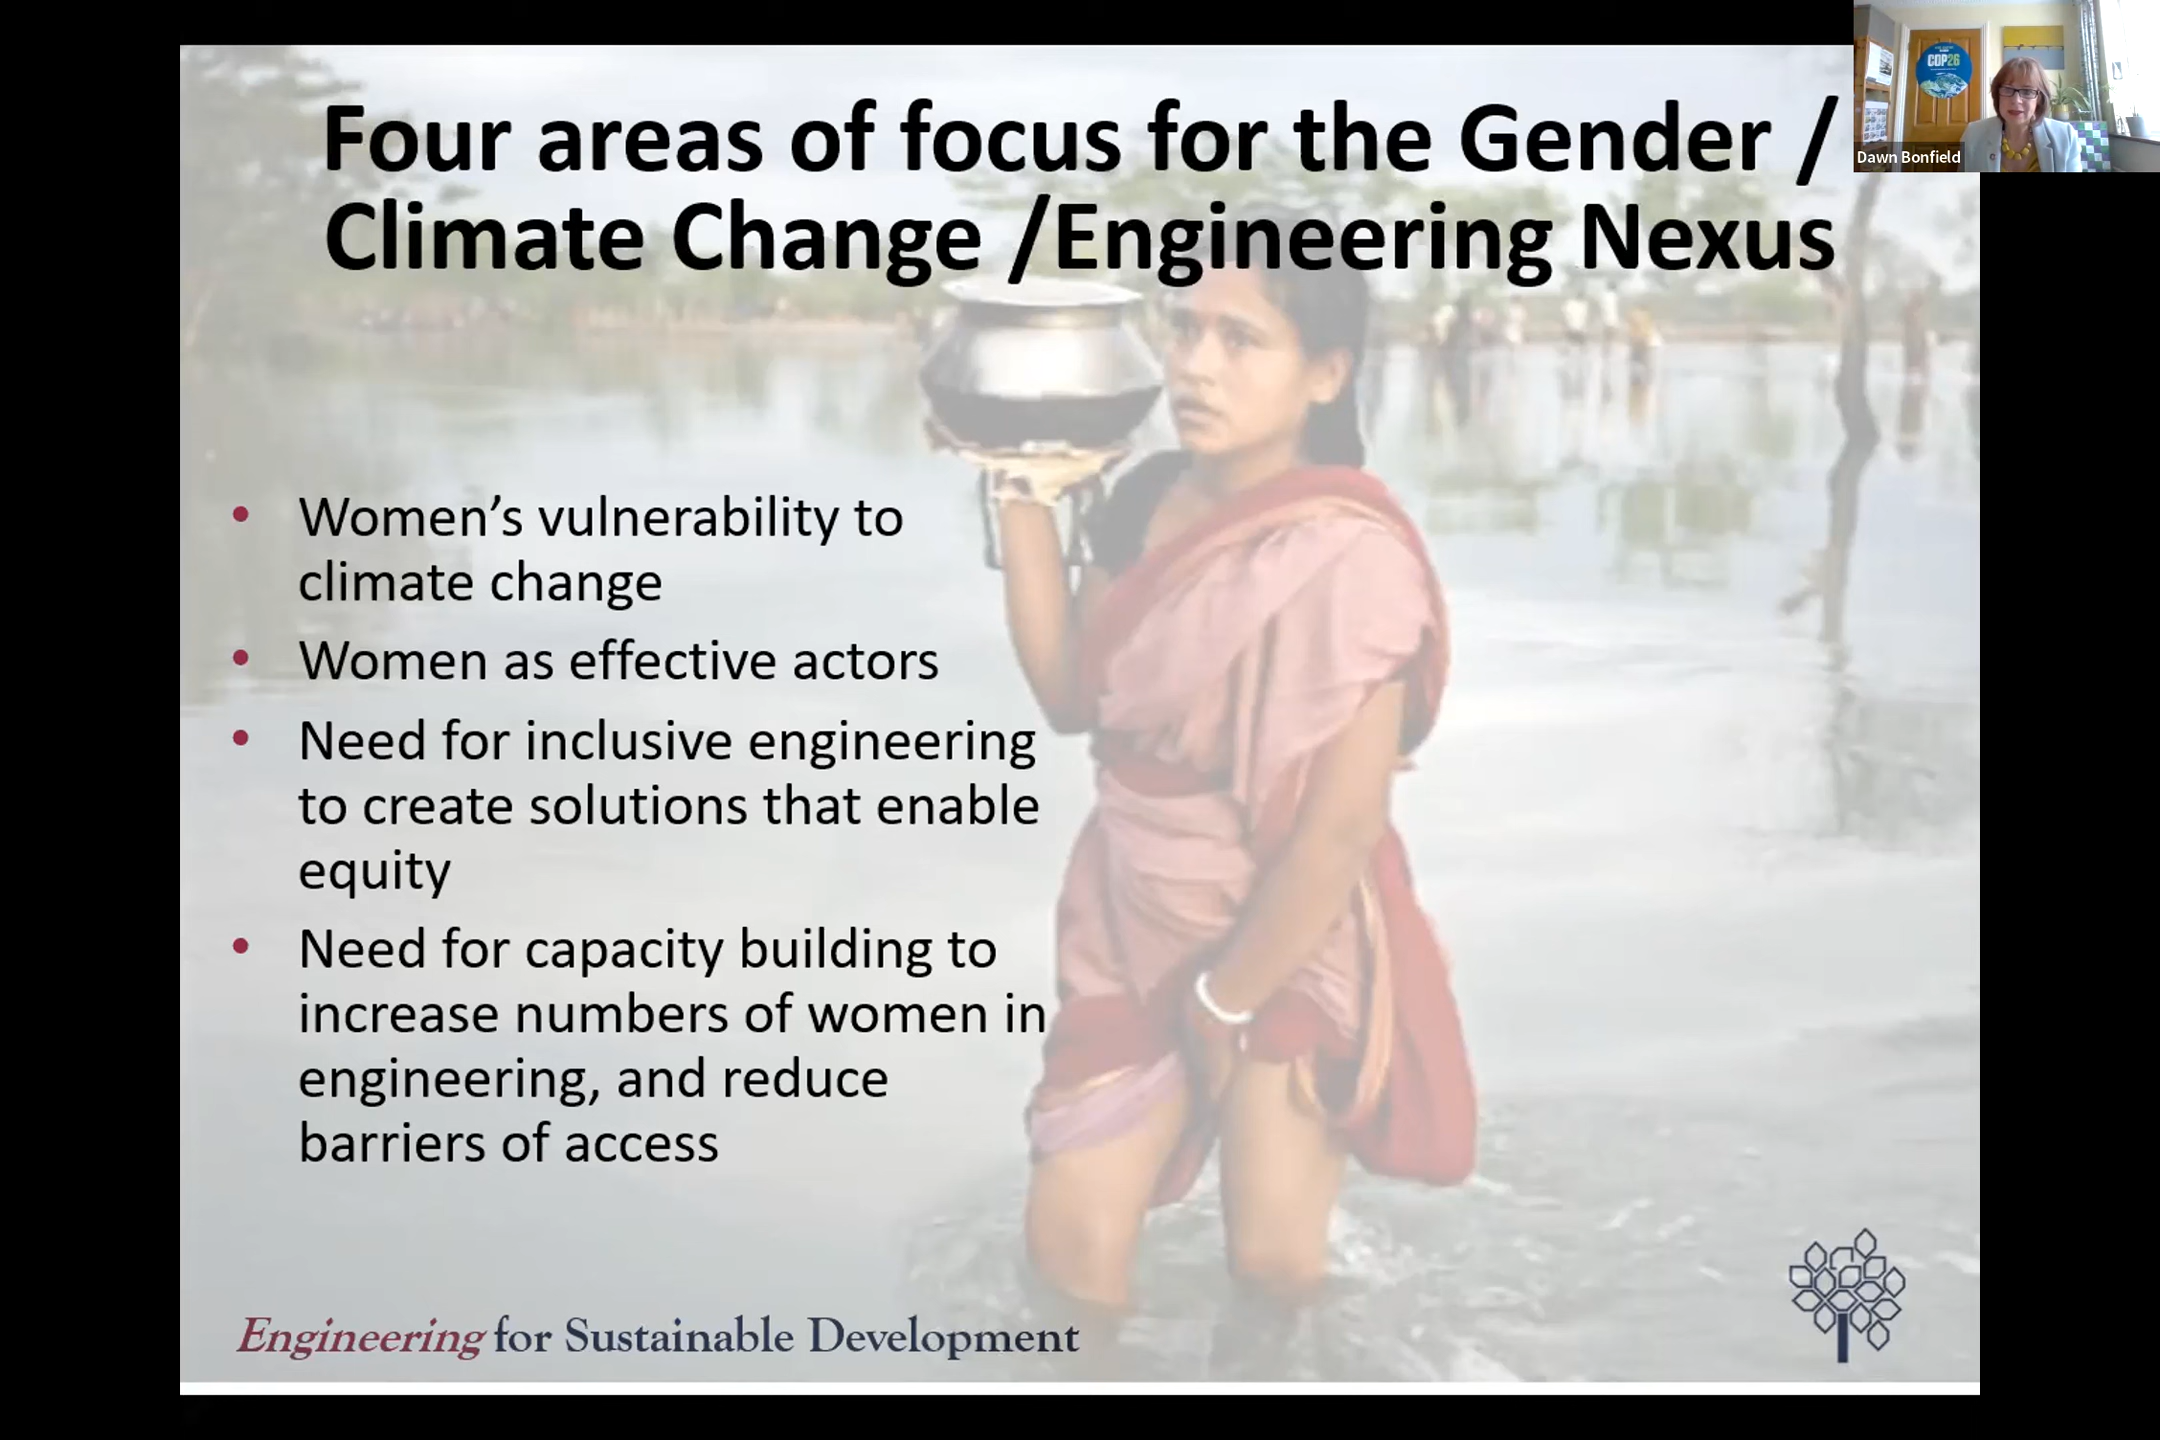 Four areas of focus for the Gender /
Climate Change /Engineering Nexus
COP26
Dawn Bonfield
• Women’s vulnerability to
climate change
• Women as effective actors
• Need for inclusive engineering
to create solutions that enable
equity
• Need for capacity building to
increase numbers of women in
engineering, and reduce
barriers of access
Engineering for Sustainable Development